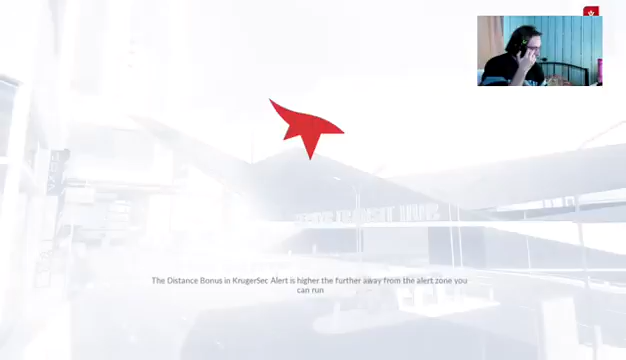 The Distance Bonus in KrugerSec Alert is higher the further away from the alert zone you
can run